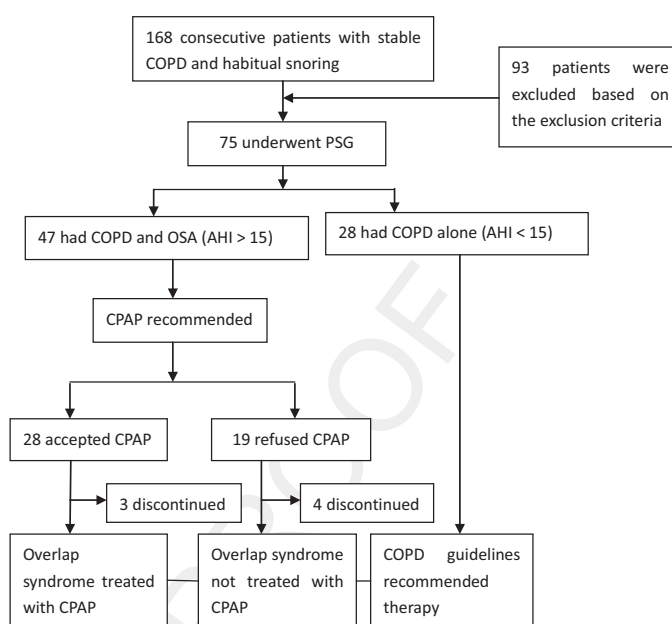 168 consecutive patients with stable
COPD and habitual snoring
93 patients were
excluded based on
the exclusion criteria
75 underwent PSG
47 had COPD and OSA (AHI > 15)
28 had COPD alone (AHI < 15)
CPAP recommended
28 accepted CPAP
19 refused CPAP
3 discontinued
4 discontinued
Overlap
syndrome treated
with CPAP
Overlap syndrome
not treated with
CPAP
COPD guidelines
recommended
therapy
PROOF